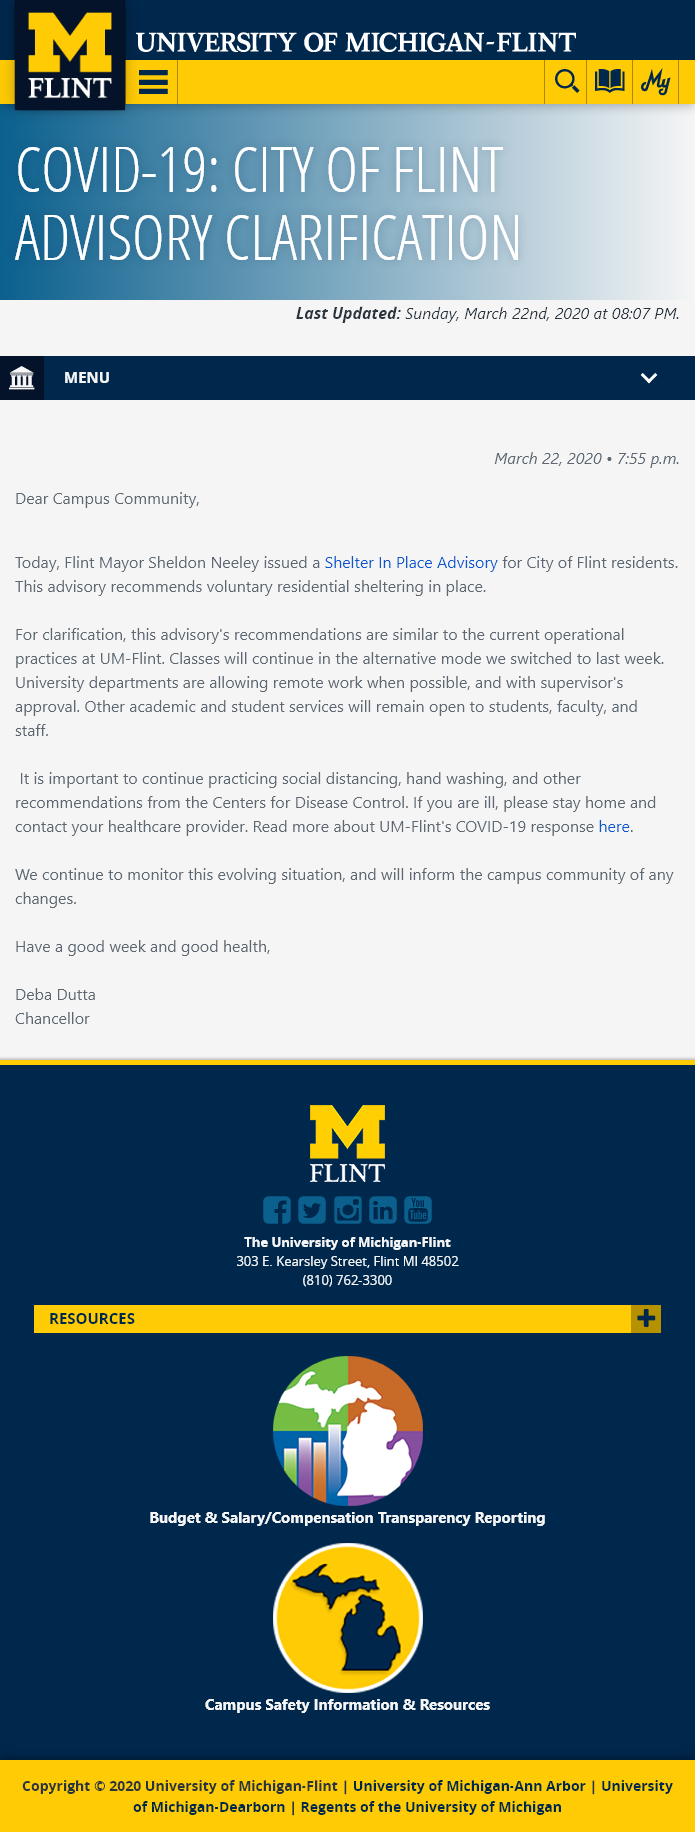 M
FLINT
UNIVERSITY OF MICHIGAN-FLINT
My
COVID-19: CITY OF FLINT
ADVISORY CLARIFICATION
Last Updated: Sunday, March 22nd, 2020 at 08:07 PM.
MENU
March 22, 2020 • 7:55 p.m.
Dear Campus Community,
Today, Flint Mayor Sheldon Neeley issued a Shelter In Place Advisory for City of Flint residents.
This advisory recommends voluntary residential sheltering in place.
For clarification, this advisory's recommendations are similar to the current operational
practices at UM-Flint. Classes will continue in the alternative mode we switched to last week.
University departments are allowing remote work when possible, and with supervisor's
approval. Other academic and student services will remain open to students, faculty, and
staff.
It is important to continue practicing social distancing, hand washing, and other
recommendations from the Centers for Disease Control. If you are ill, please stay home and
contact your healthcare provider. Read more about UM-Flint's COVID-19 response here.
We continue to monitor this evolving situation, and will inform the campus community of any
changes.
Have a good week and good health,
Deba Dutta
Chancellor
M
FLINT
You
Tube
The University of Michigan-Flint
303 E. Kearsley Street, Flint MI 48502
(810) 762-3300
RESOURCES
Budget & Salary/Compensation Transparency Reporting
Campus Safety Information & Resources
Copyright © 2020 University of Michigan-Flint | University of Michigan-Ann Arbor | University
of Michigan-Dearborn | Regents of the University of Michigan